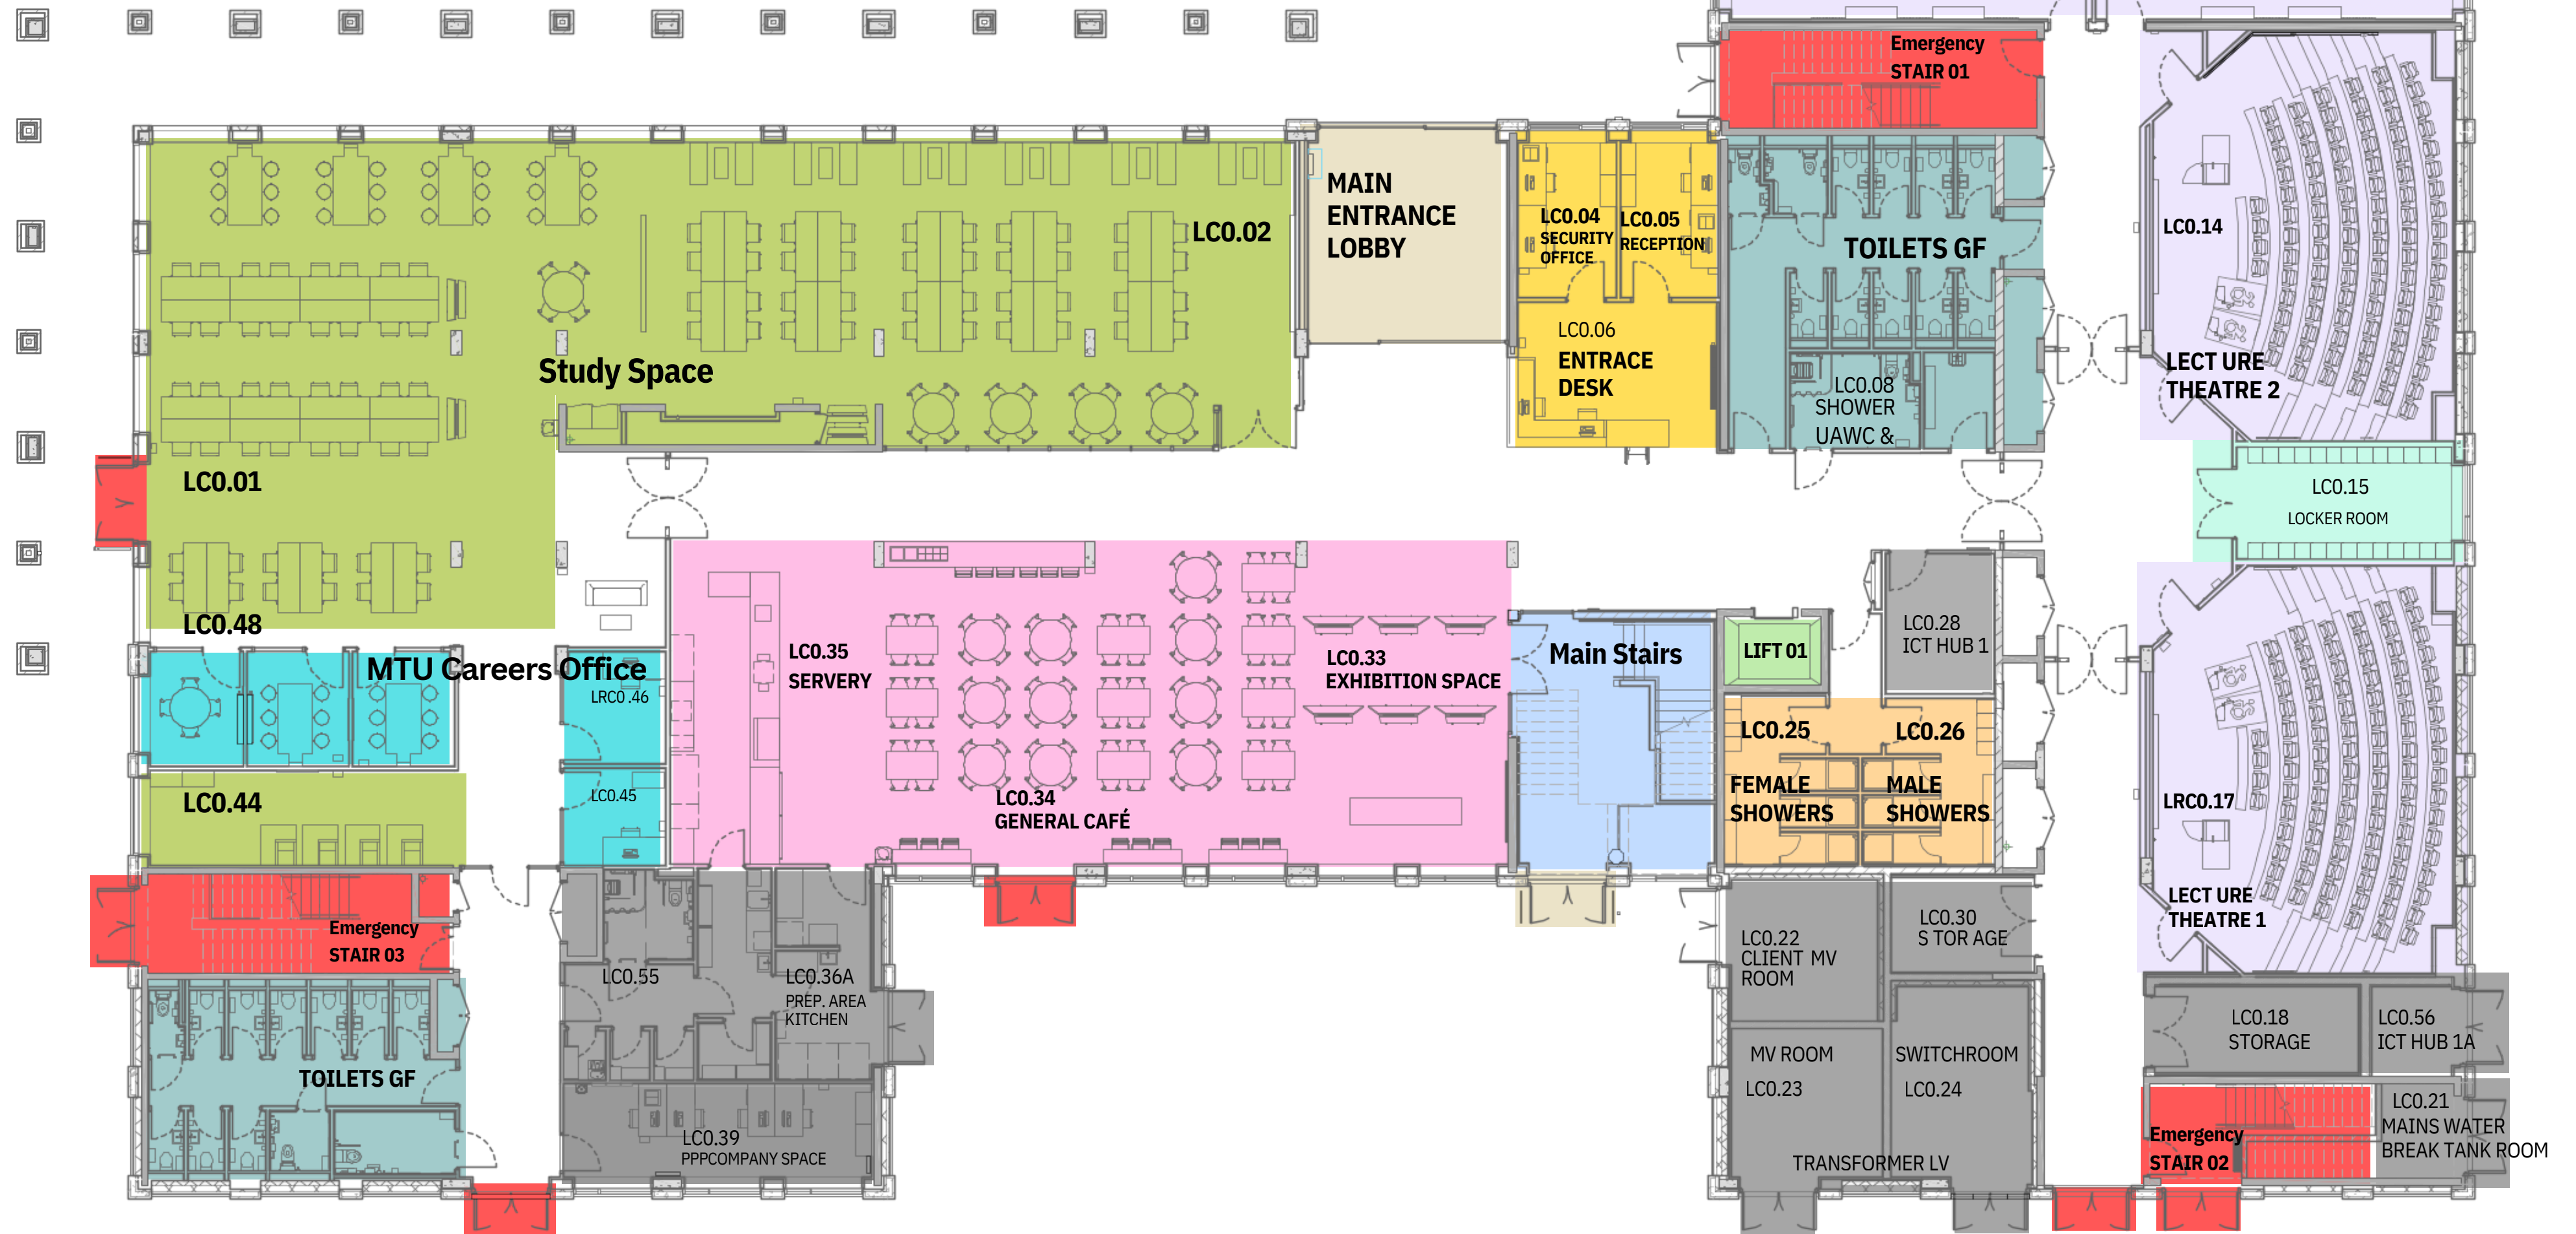 Emergency
STAIR 01
MAIN
ENTRANCE
LOBBY
LC0.04
SECURITY
OFFICE
LC0.05
RECEPTION
LC0.02
TOILETS GF
LC0.14
LC0.06
ENTRACE
DESK
Study Space
LECT URE
THEATRE 2
LC0.08
SHOWER
UAWC &
LC0.01
LC0.15
LOCKER ROOM
LC0.48
MTU Careers Office
LRC0 .46
LC0.35
SERVERY
LC0.33
EXHIBITION SPACE
Main Stairs
LIFT 01
LC0.28
ICT HUB 1
LC0.25
FEMALE
SHOWERS
LC0.26
MALE
SHOWERS
LC0.44
LC0.45
LC0.34
GENERAL CAFÉ
LRC0.17
LECT URE
THEATRE 1
Emergency
STAIR 03
LC0.55
LC0.36A
PREP. AREA
KITCHEN
LC0.22
CLIENT MV
ROOM
LC0.30
S TOR AGE
LC0.18
STORAGE
LC0.56
ICT HUB 1A
TOILETS GF
MV ROOM
LC0.23
SWITCHROOM
LC0.24
LC0.39
PPPCOMPANY SPACE
TRANSFORMER LV
Emergency
STAIR 02
LC0.21
MAINS WATER
BREAK TANK ROOM